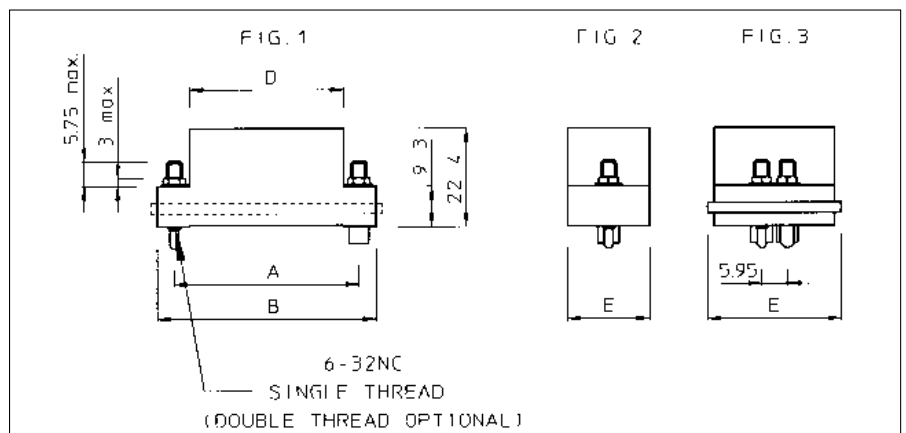 FIG.1
FIG 2
FIG.3
D
5.75 max.
3 max
9 3
22 4
A
B
E
5.95
E
6-32NC
SINGLE THREAD
(DOUBLE THREAD OPTIONAL)